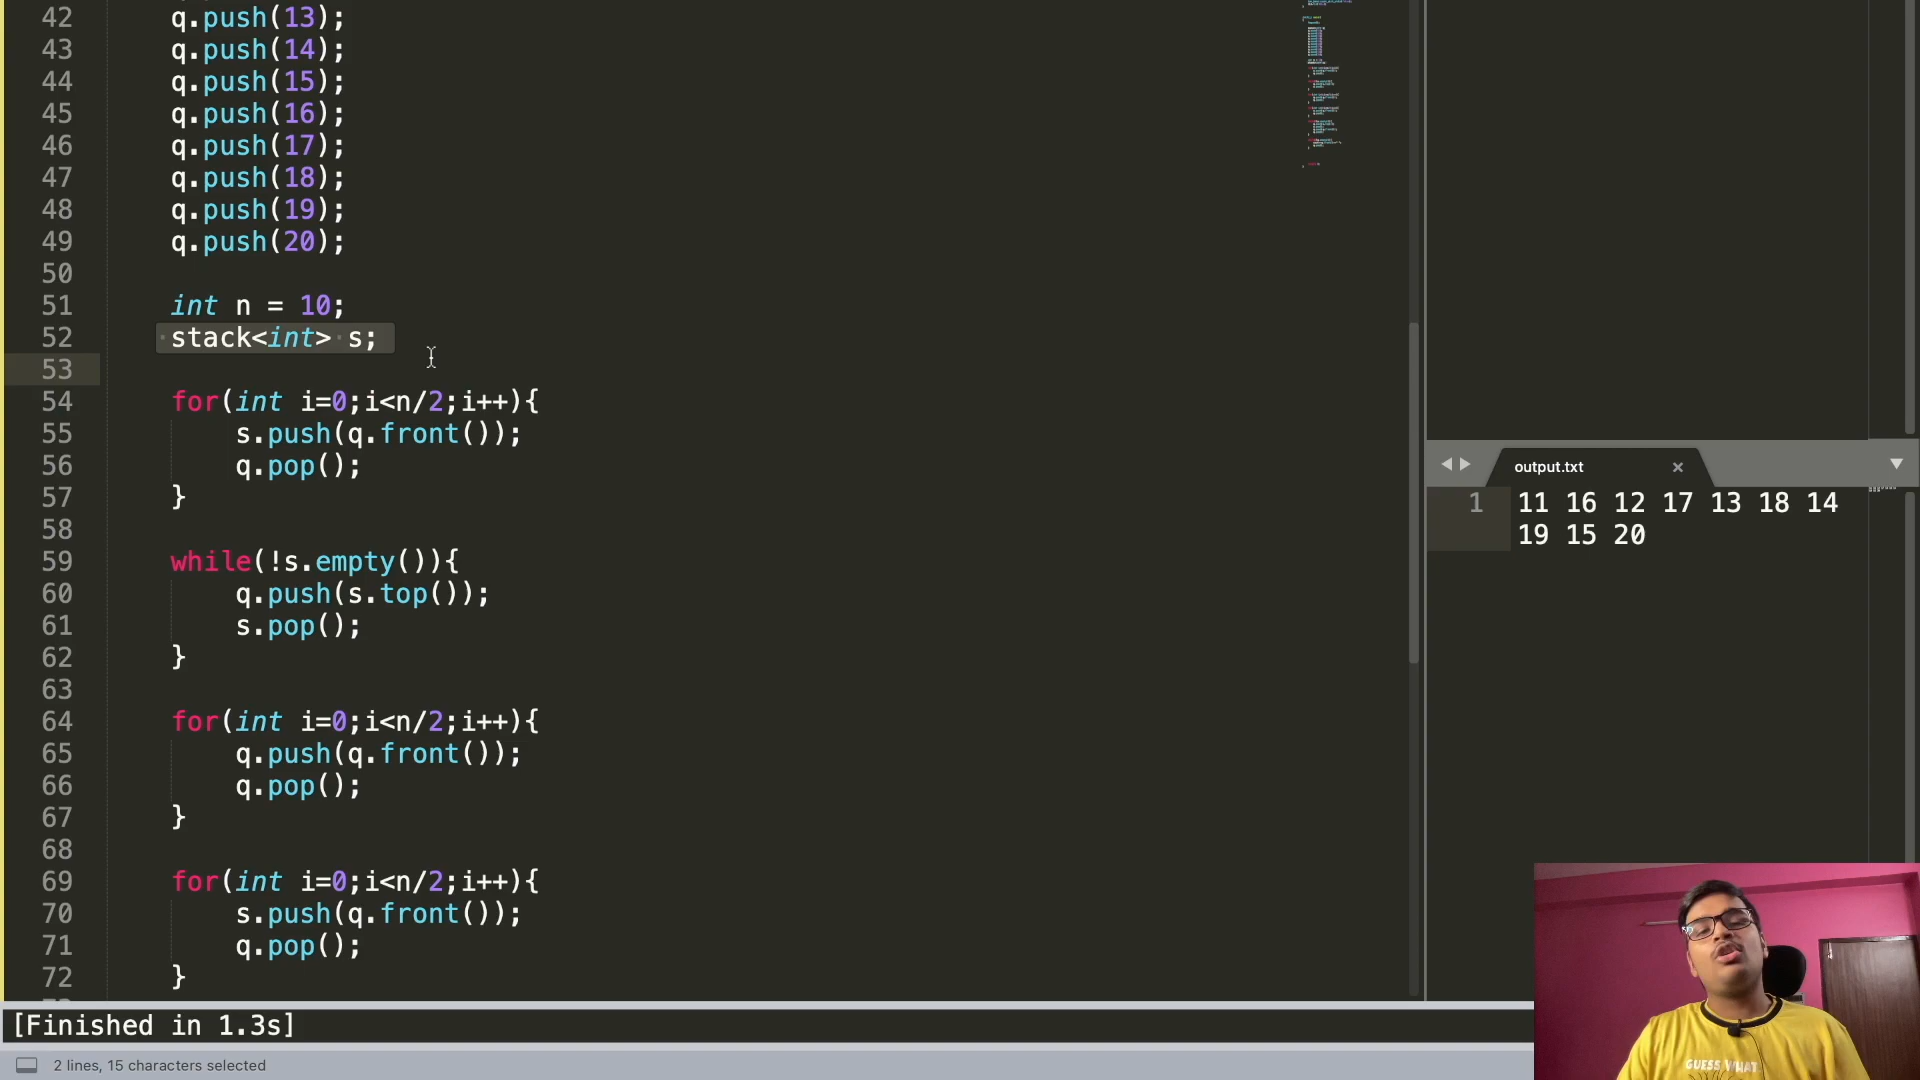 42 q.push(13);
43 q.push(14);
44 q.push(15);
45 q.push(16);
46 q.push(17);
47 q.push(18);
48 q.push(19);
49 q.push(20);
50
51 int n = 10;
52 stack<int> s;
53
54 for(int i=0;i<n/2;i++){
55 s.push(q.front());
56 q.pop();
57 }
58
59 while(!s.empty()){
60 q.push(s.top());
61 s.pop();
62 }
63
64 for(int i=0;i<n/2;i++){
65 q.push(q.front());
66 q.pop();
67 }
68
69 for(int i=0;i<n/2;i++){
70 s.push(q.front());
71 q.pop();
72 }
output.txt
1 11 16 12 17 13 18 14
19 15 20
[Finished in 1.3s]
2 lines, 15 characters selected
GUESS WHAT